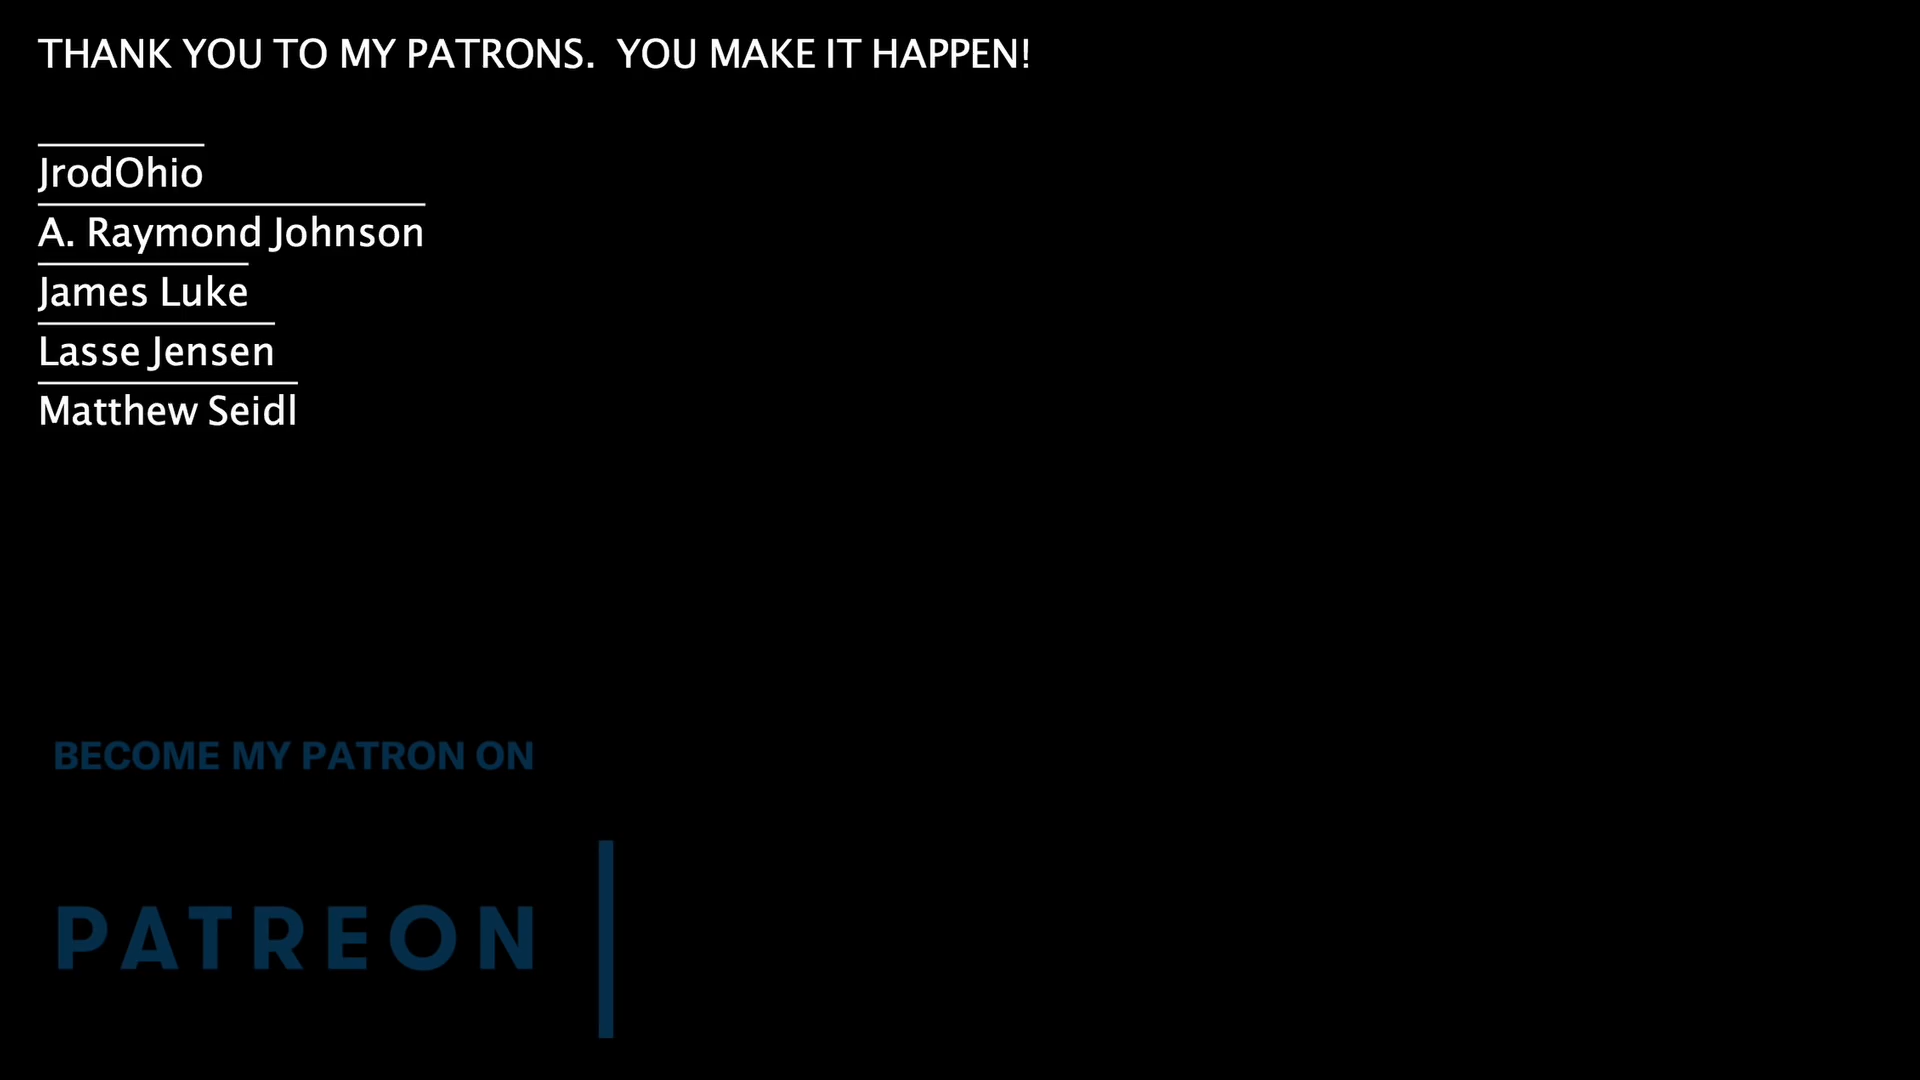 THANK YOU TO MY PATRONS.  YOU MAKE IT HAPPEN!
JrodOhio
A. Raymond Johnson
James Luke
Lasse Jensen
Matthew Seidl
BECOME MY PATRON ON
PATREON